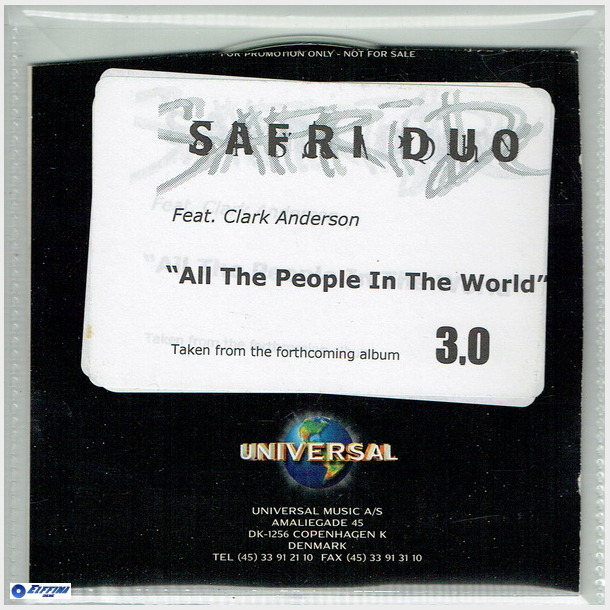 FOR PROMOTION ONLY - NOT FOR SALE
SAFRI DUO
Feat. Clark Anderson
"All The People In The World"
Taken from the forthcoming album 3,0
UNIVERSAL
UNIVERSAL MUSIC A/S
AMALIEGADE 45
DK-1256 COPENHAGEN K
DENMARK
TEL (45) 33 91 21 10 FAX (45) 33 91 31 10